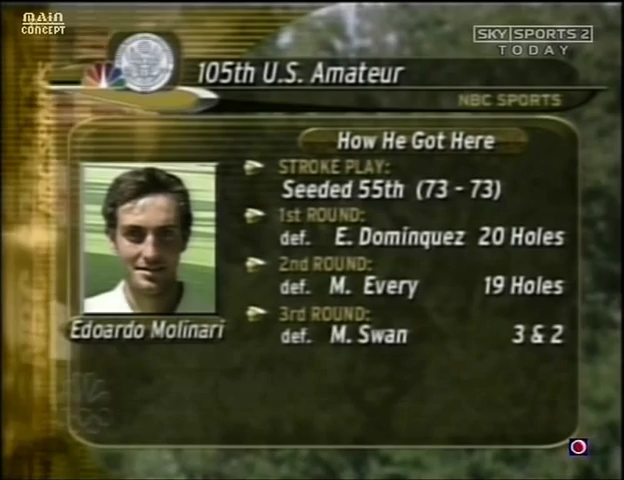 MAIN
CONCEPT
SKY SPORTS 2
TODAY
105th U.S. Amateur
NBC SPORTS
How He Got Here
STROKE PLAY:
Seeded 55th (73 - 73)
1st ROUND:
def. E. Dominquez 20 Holes
2nd ROUND:
def. M. Every 19 Holes
3rd ROUND:
def. M. Swan 3 & 2
Edoardo Molinari
NBC